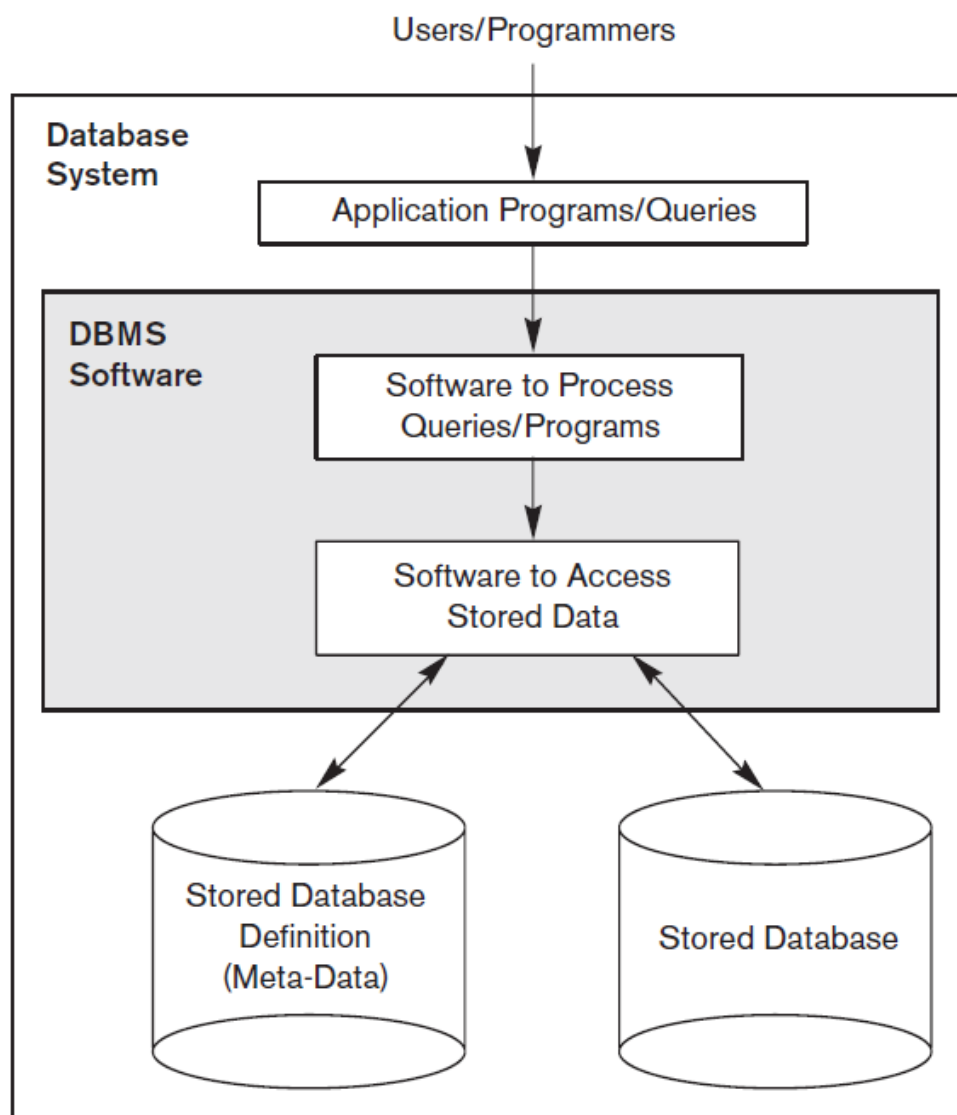 Users/Programmers
Database
System
Application Programs/Queries
DBMS
Software
Software to Process
Queries/Programs
Software to Access
Stored Data
Stored Database
Definition
(Meta-Data)
Stored Database